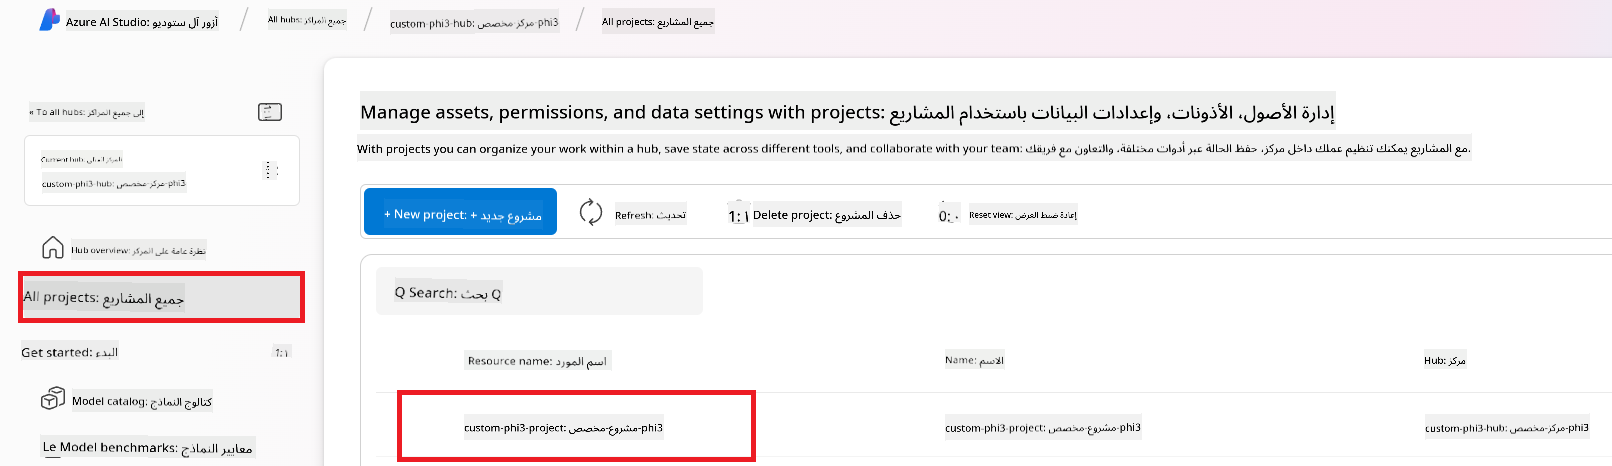 Azure AI Studio: آزور آل ستوديو / All hubs: جميع المراكز / custom-phi3-hub: مركز-مخصص-phi3 / All projects: جميع المشاريع
« To all hubs: إلى جميع المراكز
Current hub: المركز الحالي
custom-phi3-hub: مركز-مخصص-phi3
Hub overview: نظرة عامة على المركز
All projects: جميع المشاريع
Get started: البدء
Model catalog: كتالوج النماذج
Le Model benchmarks: معايير النماذج
Manage assets, permissions, and data settings with projects: إدارة الأصول، الأذونات، وإعدادات البيانات باستخدام المشاريع
With projects you can organize your work within a hub, save state across different tools, and collaborate with your team: مع المشاريع يمكنك تنظيم عملك داخل مركز، حفظ الحالة عبر أدوات مختلفة، والتعاون مع فريقك.
+ New project: + مشروع جديد Refresh: تحديث 1:١ Delete project: حذف المشروع 0:٠ Reset view: إعادة ضبط العرض
Q Search: بحث Q
Resource name: اسم المورد Name: الاسم Hub: مركز
custom-phi3-project: مشروع-مخصص-phi3 custom-phi3-project: مشروع-مخصص-phi3 custom-phi3-hub: مركز-مخصص-phi3